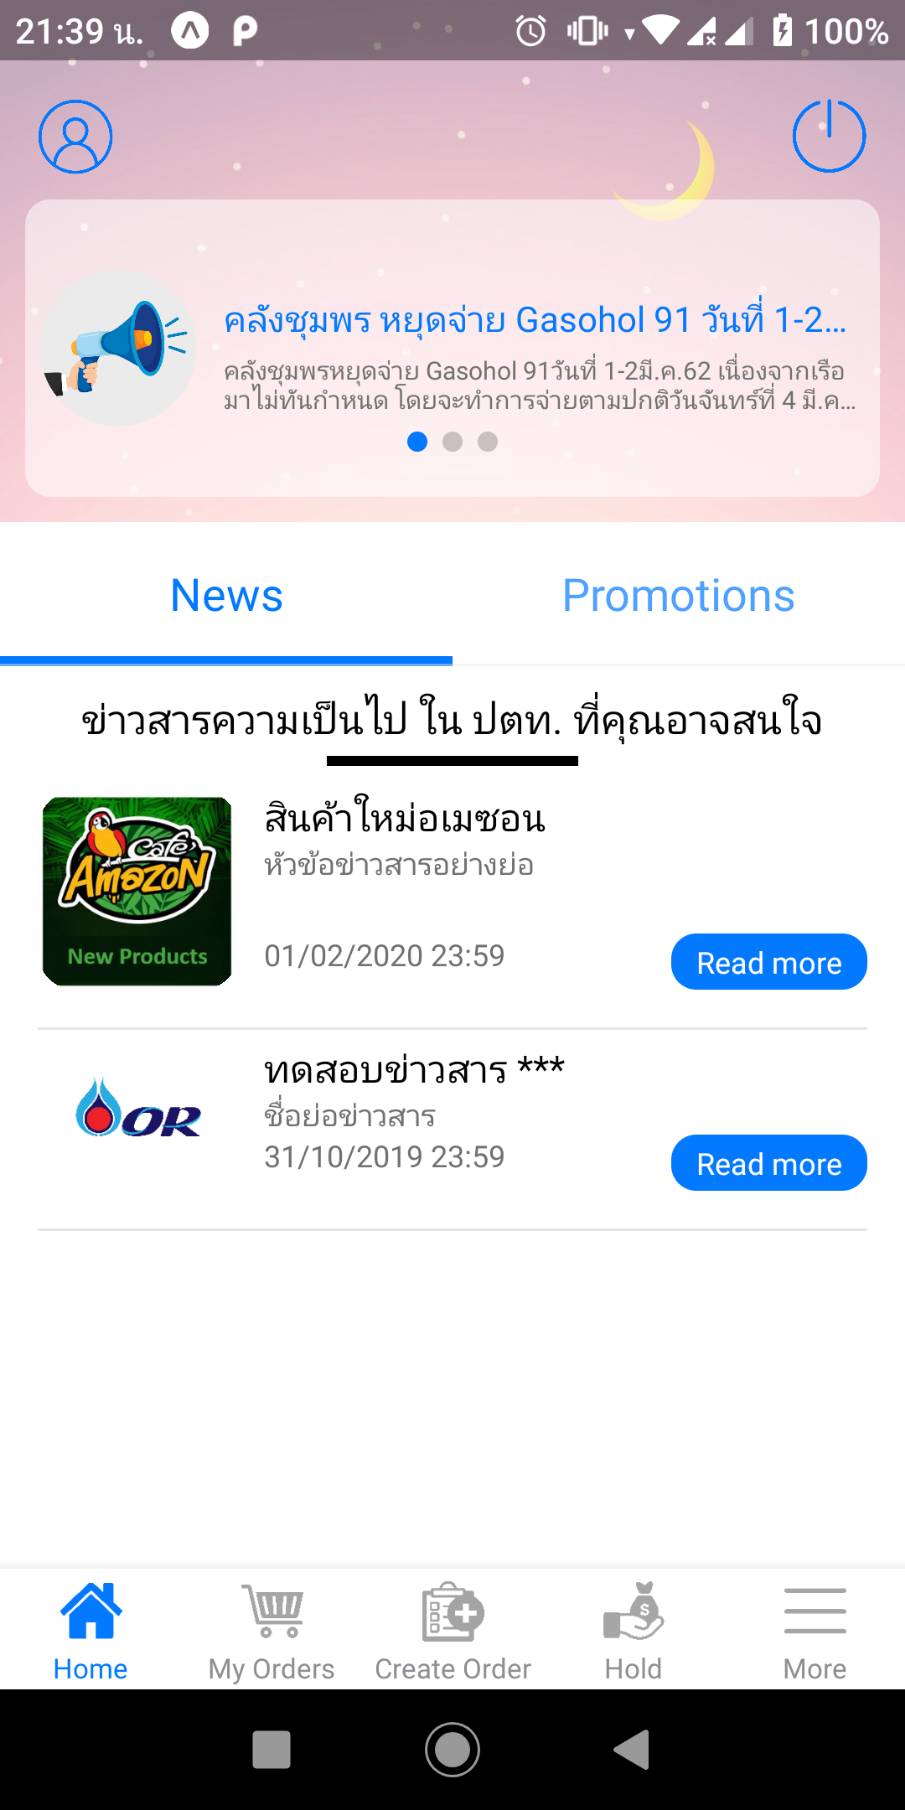 21:39 น.
100%
คลังชุมพร หยุดจ่าย Gasohol 91 วันที่ 1-2...
คลังชุมพรหยุดจ่าย Gasohol 91วันที่ 1-2มี.ค.62 เนื่องจากเรือ
มาไม่ทันกำหนด โดยจะทำการจ่ายตามปกติวันจันทร์ที่ 4 มี.ค...
News
Promotions
ข่าวสารความเป็นไป ใน ปตท. ที่คุณอาจสนใจ
สินค้าใหม่อเมซอน
หัวข้อข่าวสารอย่างย่อ
Café
Amazon
New Products
01/02/2020 23:59
Read more
ทดสอบข่าวสาร ***
OR
ชื่อย่อข่าวสาร
31/10/2019 23:59
Read more
Home
My Orders
Create Order
Hold
More